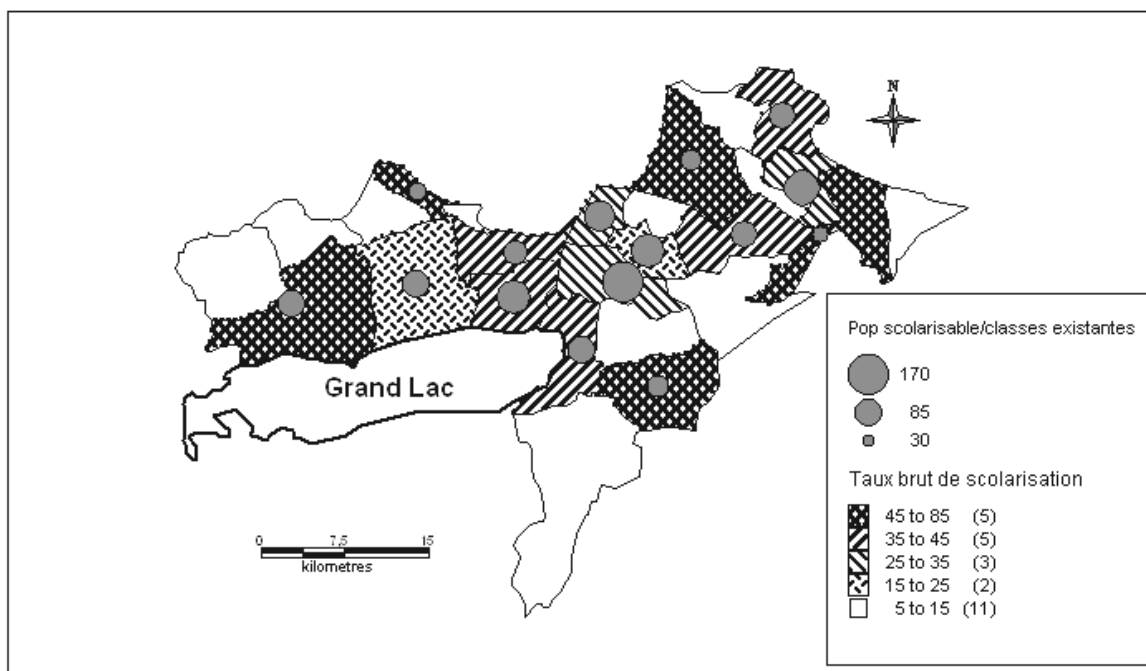 N
Grand Lac
0 7,5 15
kilometres
Pop scolarisable/classes existantes
170
85
30
Taux brut de scolarisation
45 to 85 (5)
35 to 45 (5)
25 to 35 (3)
15 to 25 (2)
5 to 15 (11)